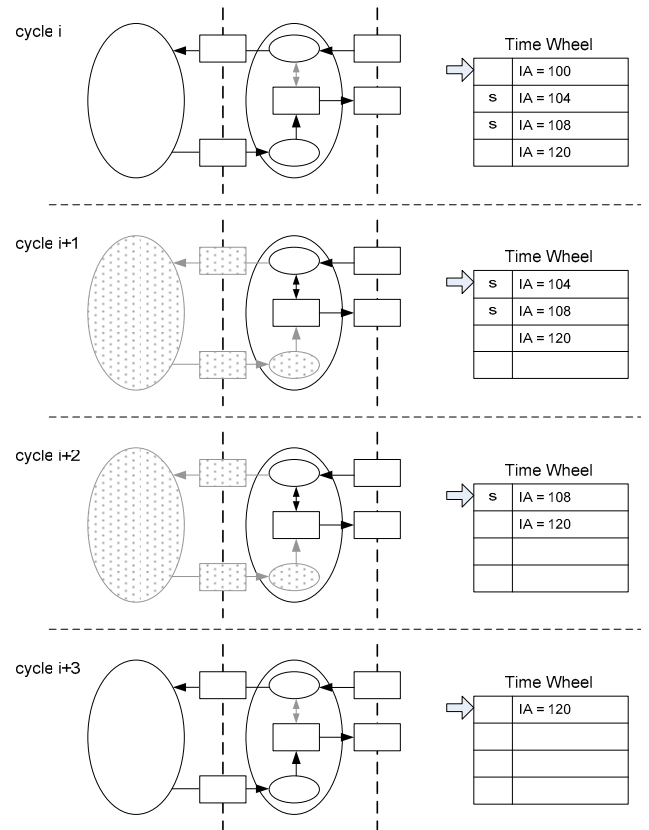 cycle i
Time Wheel
IA = 100
s IA = 104
s IA = 108
IA = 120
cycle i+1
Time Wheel
s IA = 104
s IA = 108
IA = 120
cycle i+2
Time Wheel
s IA = 108
IA = 120
cycle i+3
Time Wheel
IA = 120